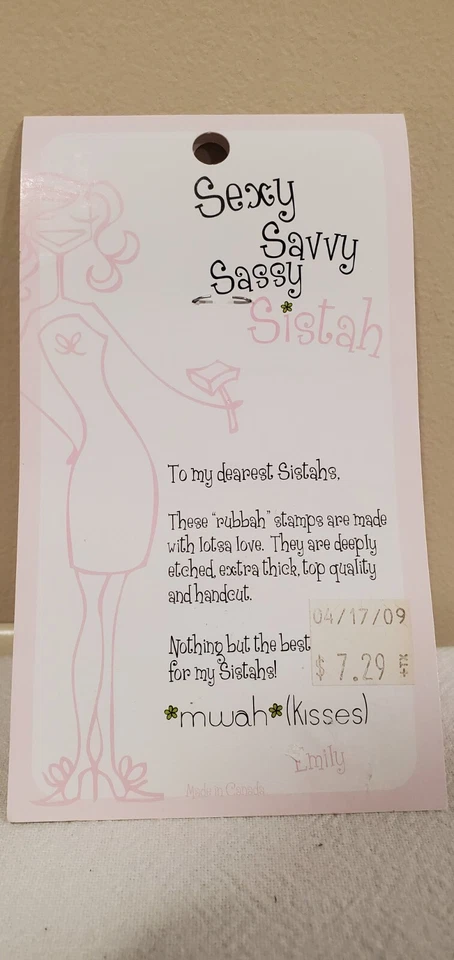 Sexy
Savvy
Sassy
Sistah
To my dearest Sistahs,
These "rubbah" stamps are made
with lotsa love. They are deeply
etched, extra thick, top quality
and handcut.
04/17/09
Nothing but the best
$ 7.29 +TX
for my Sistahs!
*mwah* (kisses)
Emily
Made in Canada